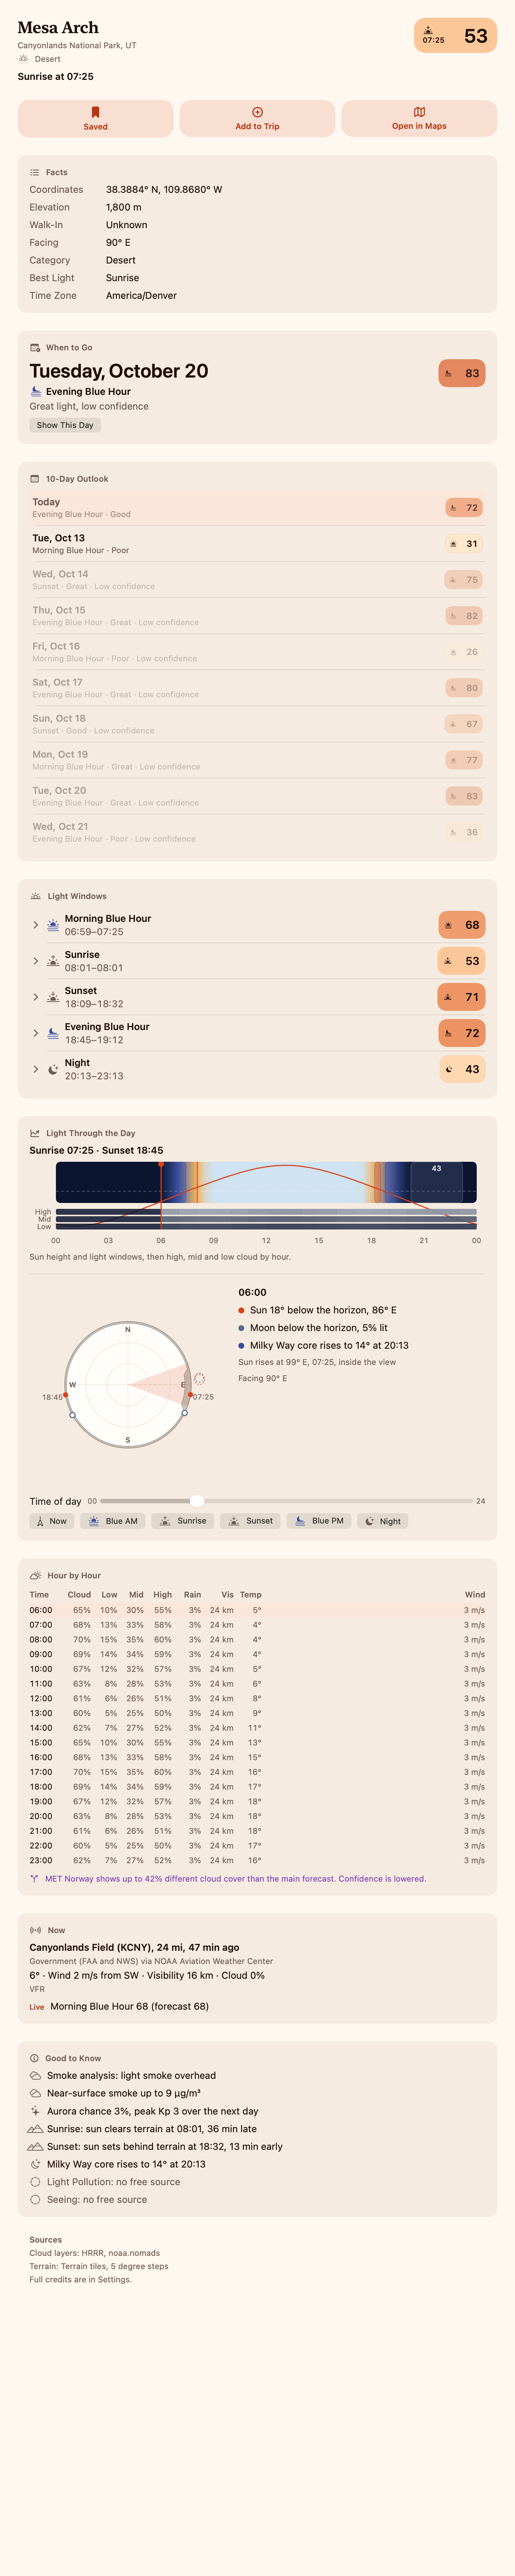 Mesa Arch
Canyonlands National Park, UT
Desert
Sunrise at 07:25
07:25
53
Saved
Add to Trip
Open in Maps
Facts
Coordinates 38.3884° N, 109.8680° W
Elevation 1,800 m
Walk-In Unknown
Facing 90° E
Category Desert
Best Light Sunrise
Time Zone America/Denver
When to Go
Tuesday, October 20
Evening Blue Hour
Great light, low confidence
Show This Day
83
10-Day Outlook
Today
Evening Blue Hour · Good
72
Tue, Oct 13
Morning Blue Hour · Poor
31
Wed, Oct 14
Sunset · Great · Low confidence
75
Thu, Oct 15
Evening Blue Hour · Great · Low confidence
82
Fri, Oct 16
Morning Blue Hour · Poor · Low confidence
26
Sat, Oct 17
Evening Blue Hour · Great · Low confidence
80
Sun, Oct 18
Sunset · Good · Low confidence
67
Mon, Oct 19
Morning Blue Hour · Great · Low confidence
77
Tue, Oct 20
Evening Blue Hour · Great · Low confidence
83
Wed, Oct 21
Evening Blue Hour · Poor · Low confidence
36
Light Windows
Morning Blue Hour
06:59–07:25
68
Sunrise
08:01–08:01
53
Sunset
18:09–18:32
71
Evening Blue Hour
18:45–19:12
72
Night
20:13–23:13
43
Light Through the Day
Sunrise 07:25 · Sunset 18:45
43
High
Mid
Low
00 03 06 09 12 15 18 21 00
Sun height and light windows, then high, mid and low cloud by hour.
N
W
E
S
18:45
07:25
06:00
Sun 18° below the horizon, 86° E
Moon below the horizon, 5% lit
Milky Way core rises to 14° at 20:13
Sun rises at 99° E, 07:25, inside the view
Facing 90° E
Time of day 00 24
Now Blue AM Sunrise Sunset Blue PM Night
Hour by Hour
Time Cloud Low Mid High Rain Vis Temp Wind
06:00 65% 10% 30% 55% 3% 24 km 5° 3 m/s
07:00 68% 13% 33% 58% 3% 24 km 4° 3 m/s
08:00 70% 15% 35% 60% 3% 24 km 4° 3 m/s
09:00 69% 14% 34% 59% 3% 24 km 4° 3 m/s
10:00 67% 12% 32% 57% 3% 24 km 5° 3 m/s
11:00 63% 8% 28% 53% 3% 24 km 6° 3 m/s
12:00 61% 6% 26% 51% 3% 24 km 8° 3 m/s
13:00 60% 5% 25% 50% 3% 24 km 9° 3 m/s
14:00 62% 7% 27% 52% 3% 24 km 11° 3 m/s
15:00 65% 10% 30% 55% 3% 24 km 13° 3 m/s
16:00 68% 13% 33% 58% 3% 24 km 15° 3 m/s
17:00 70% 15% 35% 60% 3% 24 km 16° 3 m/s
18:00 69% 14% 34% 59% 3% 24 km 17° 3 m/s
19:00 67% 12% 32% 57% 3% 24 km 18° 3 m/s
20:00 63% 8% 28% 53% 3% 24 km 18° 3 m/s
21:00 61% 6% 26% 51% 3% 24 km 18° 3 m/s
22:00 60% 5% 25% 50% 3% 24 km 17° 3 m/s
23:00 62% 7% 27% 52% 3% 24 km 16° 3 m/s
MET Norway shows up to 42% different cloud cover than the main forecast. Confidence is lowered.
Now
Canyonlands Field (KCNY), 24 mi, 47 min ago
Government (FAA and NWS) via NOAA Aviation Weather Center
6° · Wind 2 m/s from SW · Visibility 16 km · Cloud 0%
VFR
Live Morning Blue Hour 68 (forecast 68)
Good to Know
Smoke analysis: light smoke overhead
Near-surface smoke up to 9 µg/m³
Aurora chance 3%, peak Kp 3 over the next day
Sunrise: sun clears terrain at 08:01, 36 min late
Sunset: sun sets behind terrain at 18:32, 13 min early
Milky Way core rises to 14° at 20:13
Light Pollution: no free source
Seeing: no free source
Sources
Cloud layers: HRRR, noaa.nomads
Terrain: Terrain tiles, 5 degree steps
Full credits are in Settings.